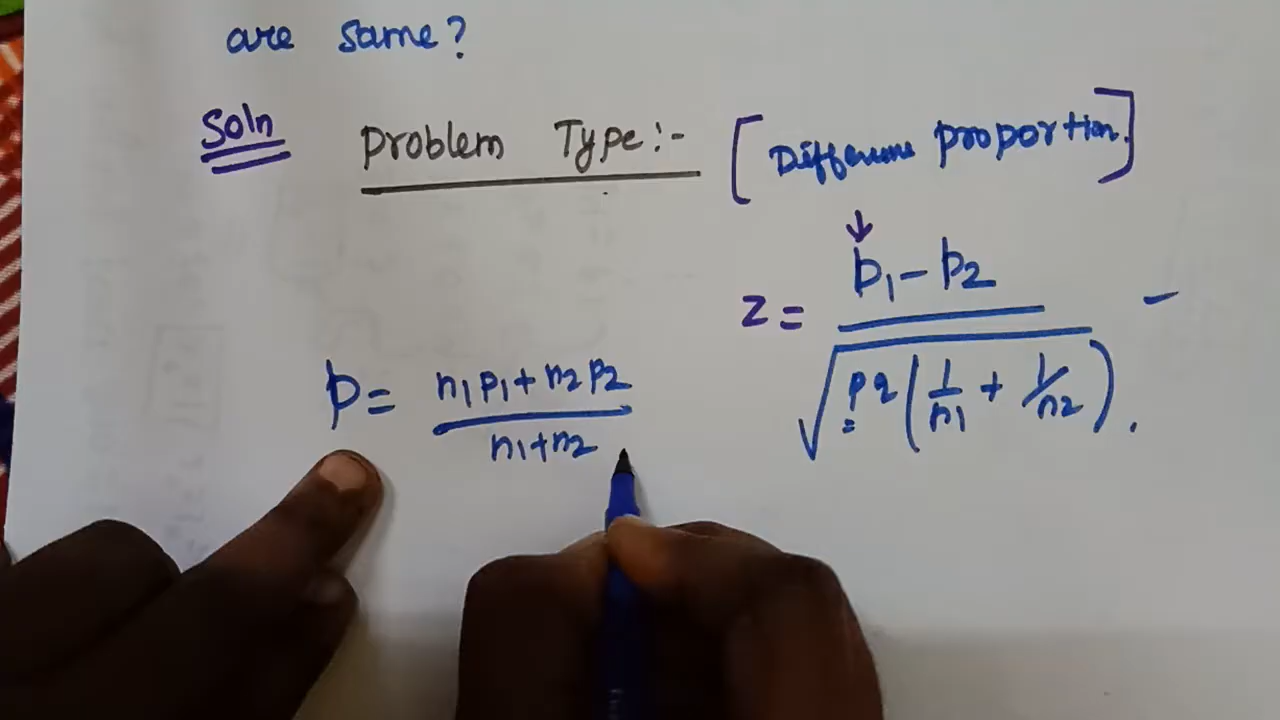 are same?
Soln Problem Type:- [Difference proportion.]
z = p1 - p2 / √pq(1/n1 + 1/n2).
p = n1p1 + n2p2 / n1+n2